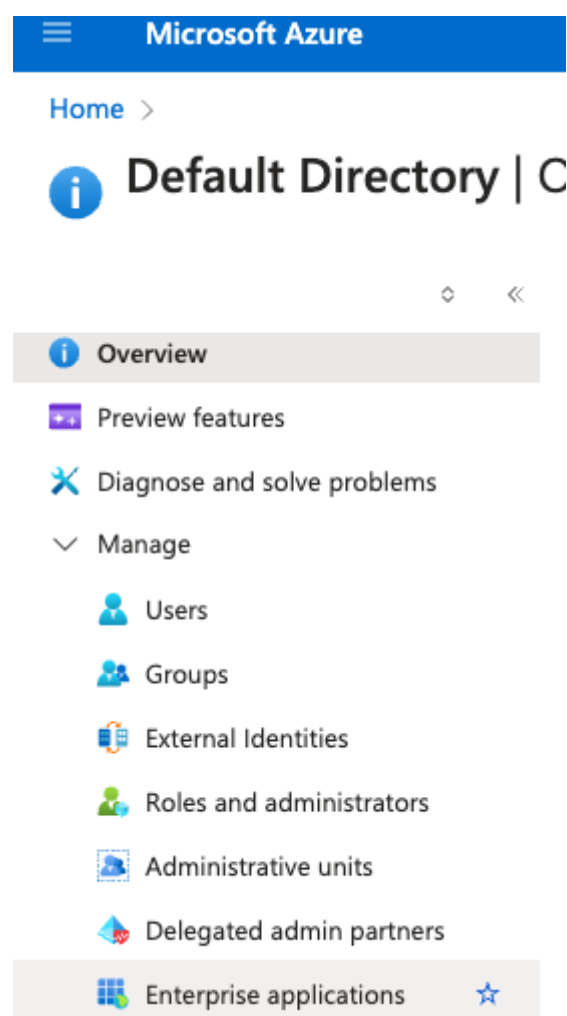 Microsoft Azure
Home >
Default Directory |
Overview
Preview features
Diagnose and solve problems
Manage
Users
Groups
External Identities
Roles and administrators
Administrative units
Delegated admin partners
Enterprise applications